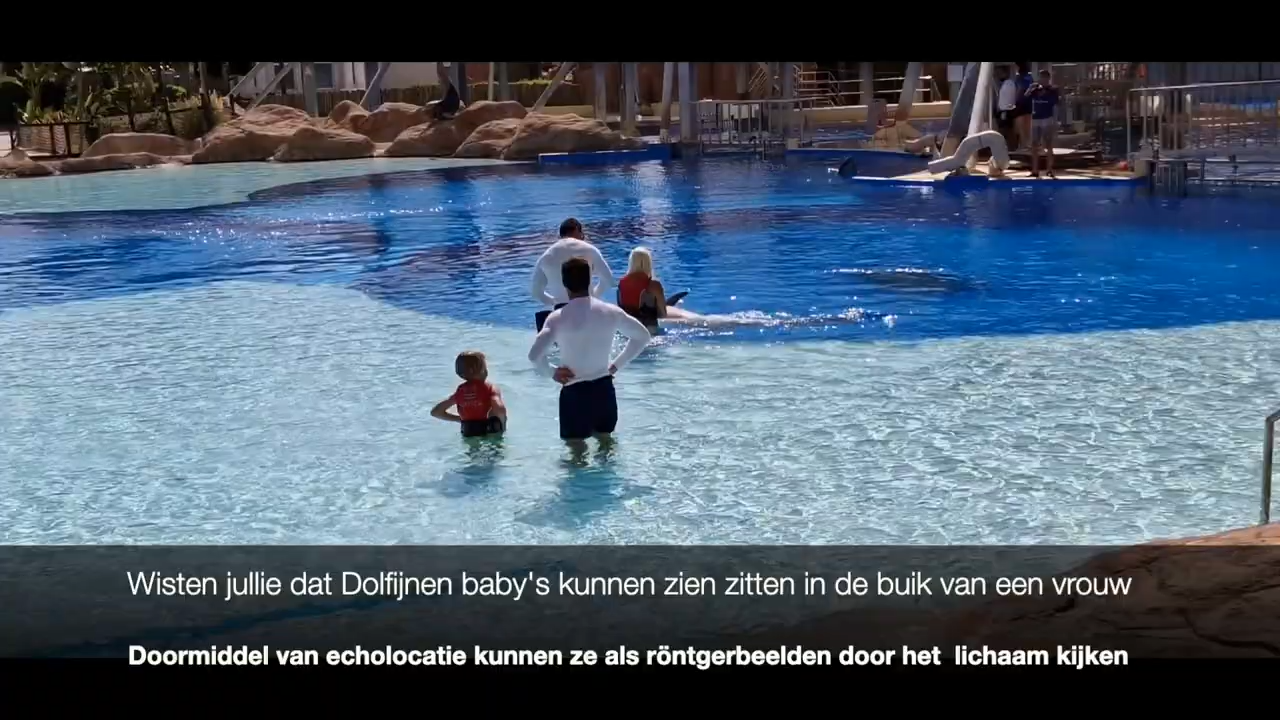 Wisten jullie dat Dolfijnen baby's kunnen zien zitten in de buik van een vrouw
Doormiddel van echolocatie kunnen ze als röntgerbeelden door het  lichaam kijken